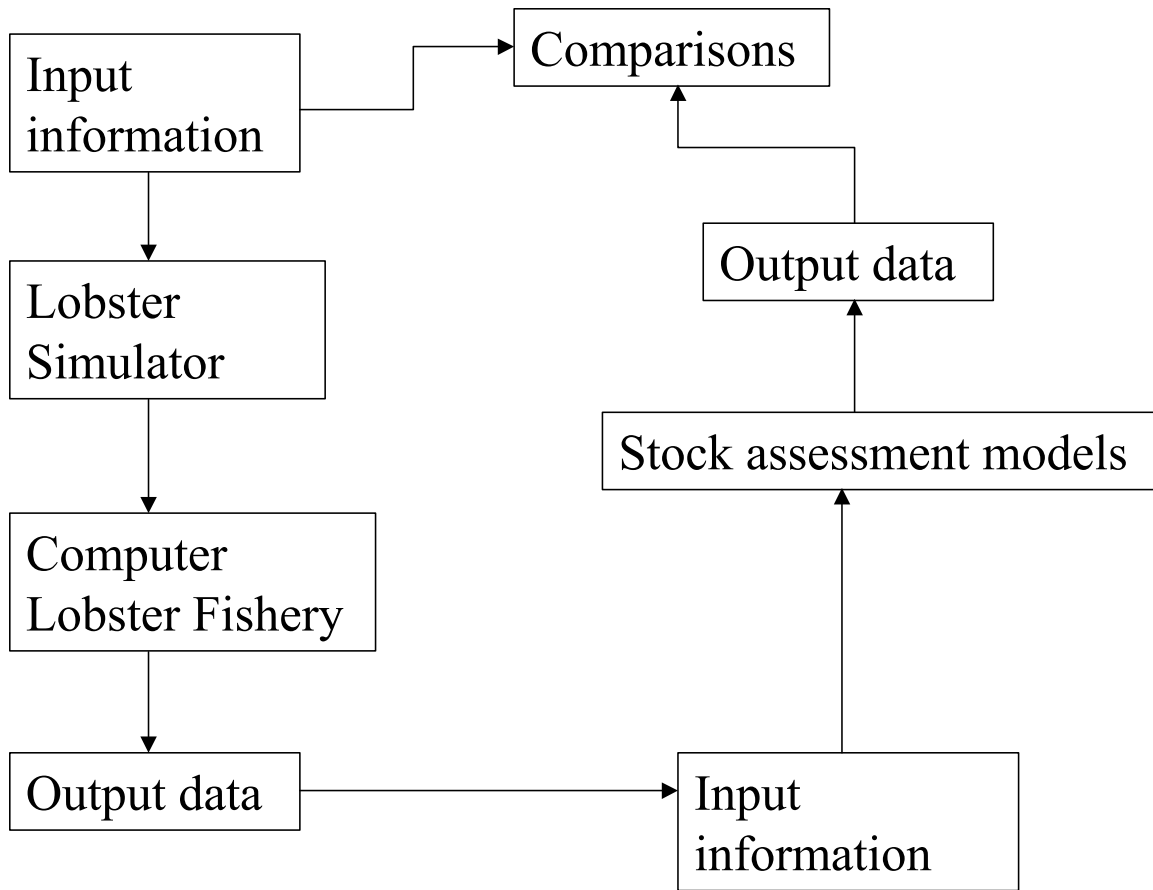 Input
information
Comparisons
Lobster
Simulator
Output data
Stock assessment models
Computer
Lobster Fishery
Output data
Input
information